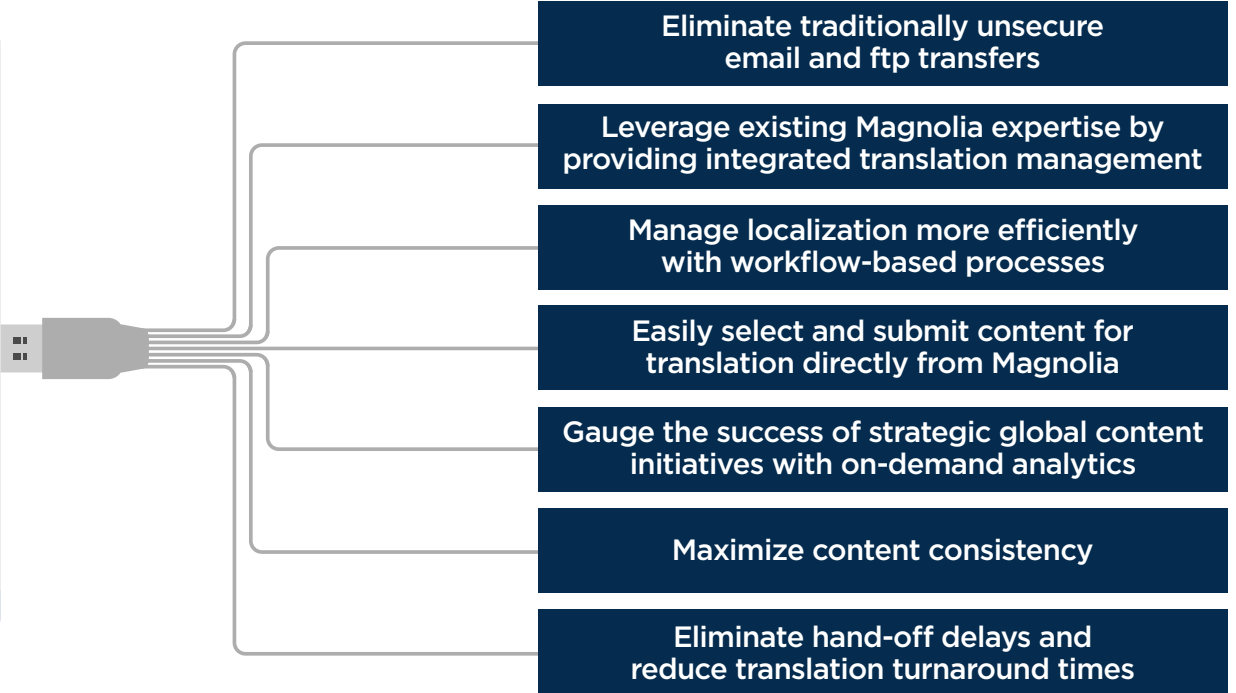 Eliminate traditionally unsecure
email and ftp transfers
Leverage existing Magnolia expertise by
providing integrated translation management
Manage localization more efficiently
with workflow-based processes
Easily select and submit content for
translation directly from Magnolia
Gauge the success of strategic global content
initiatives with on-demand analytics
Maximize content consistency
Eliminate hand-off delays and
reduce translation turnaround times